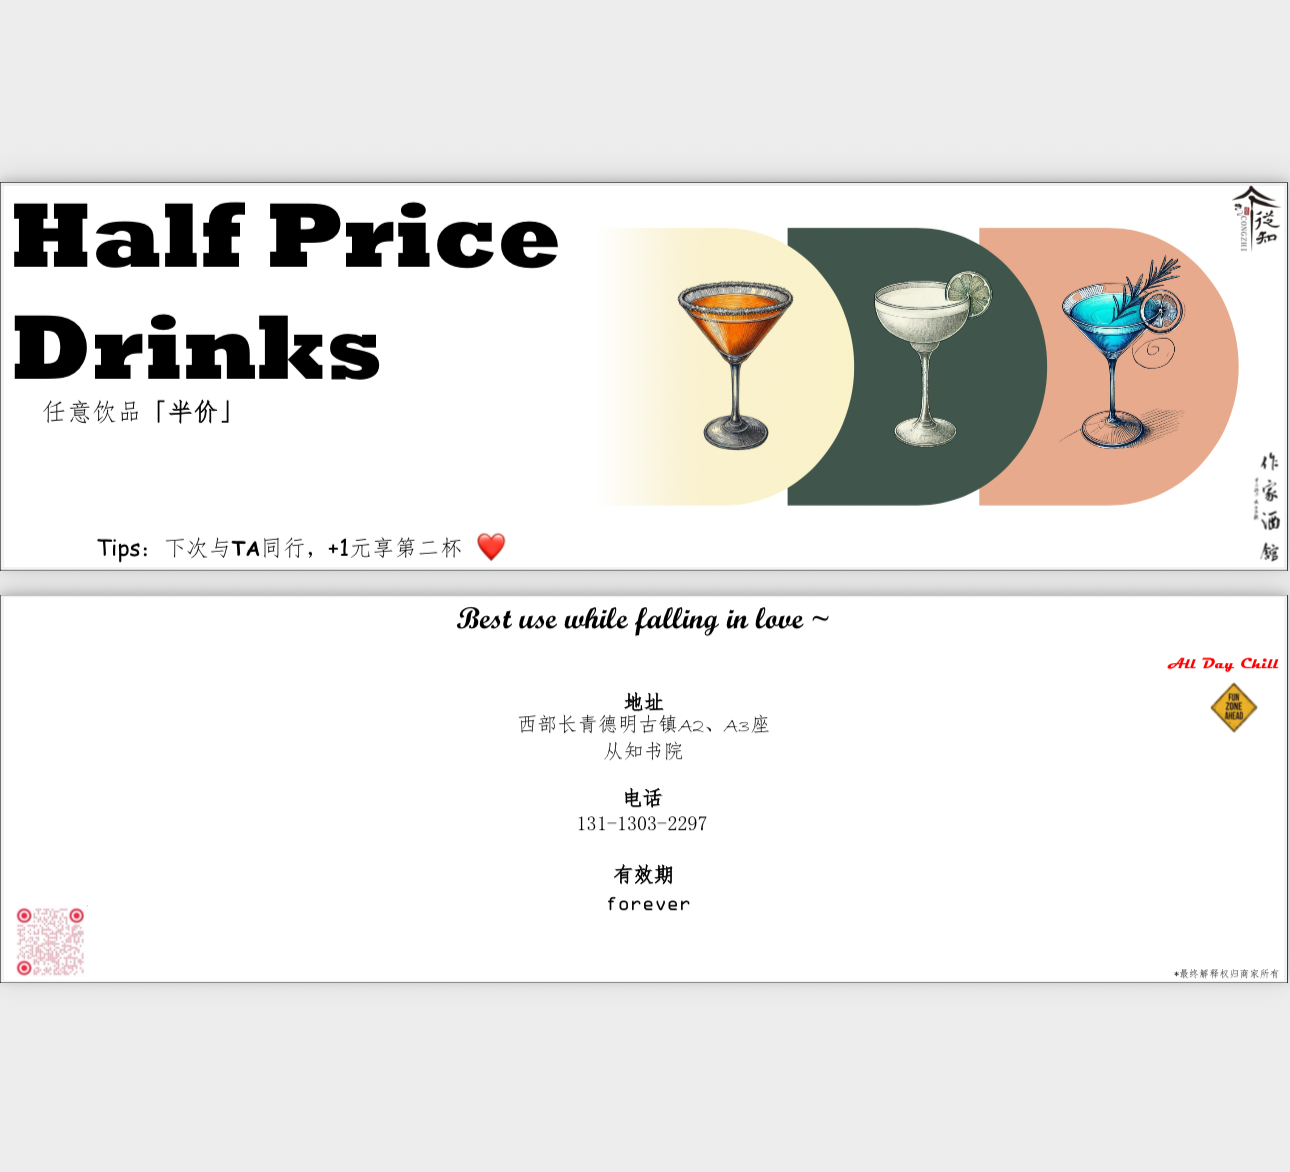 Half Price
Drinks
任意饮品「半价」
Tips：下次与TA同行，+1元享第二杯 ❤️
從知
CONGZHI
作家酒館
Best use while falling in love ~
All Day Chill
FUN
ZONE
AHEAD
地址
西部长青德明古镇A2、A3座
从知书院
电话
131-1303-2297
有效期
forever
*最终解释权归商家所有